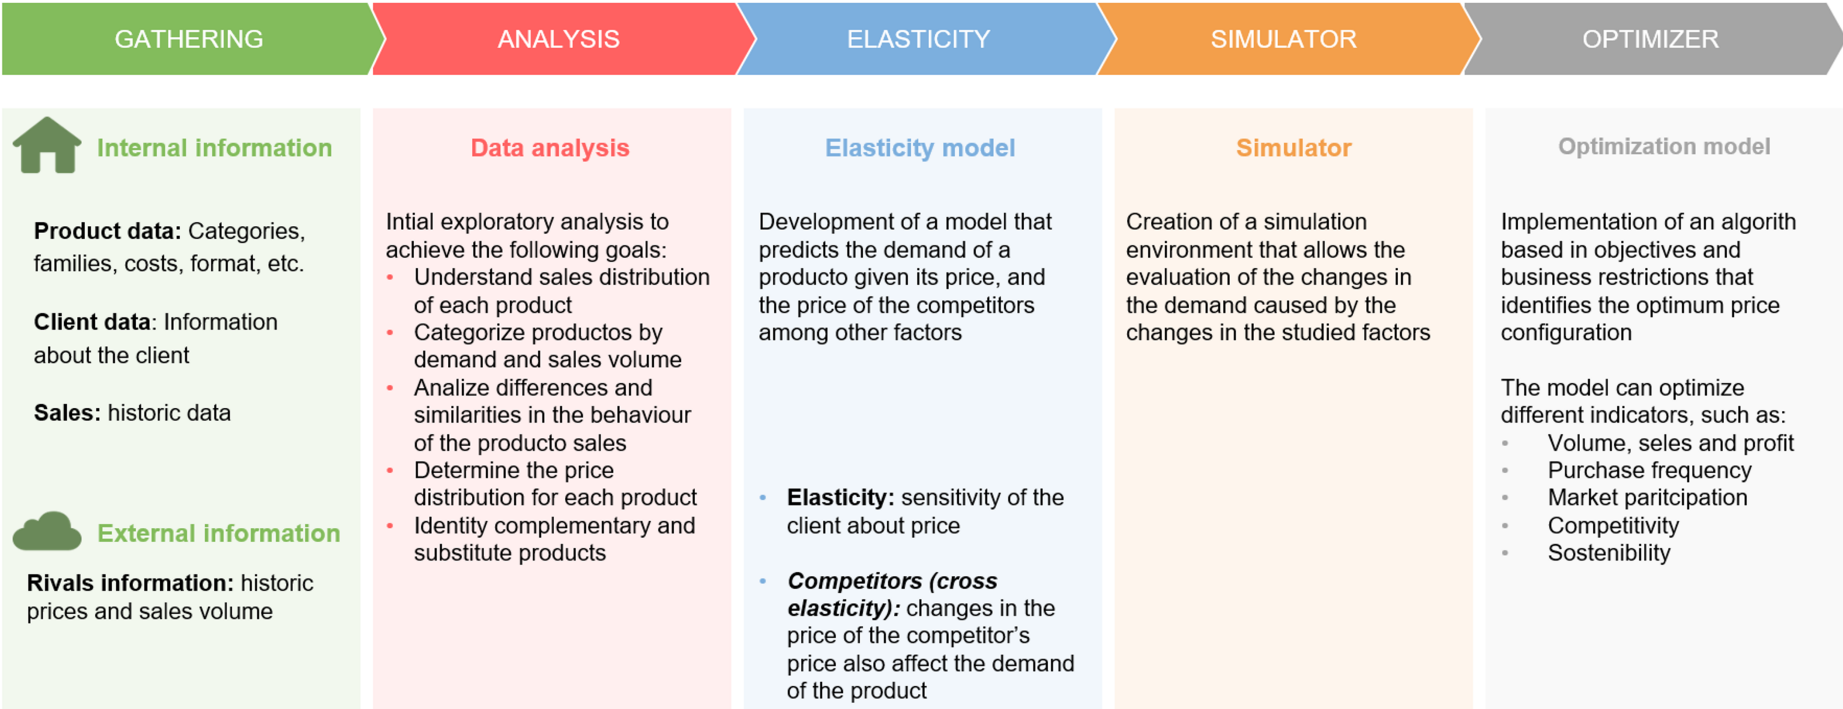 GATHERING
ANALYSIS
ELASTICITY
SIMULATOR
OPTIMIZER
Internal information
Product data: Categories,
families, costs, format, etc.
Client data: Information
about the client
Sales: historic data
External information
Rivals information: historic
prices and sales volume
Data analysis
Intial exploratory analysis to
achieve the following goals:
• Understand sales distribution
of each product
• Categorize productos by
demand and sales volume
• Analize differences and
similarities in the behaviour
of the producto sales
• Determine the price
distribution for each product
• Identity complementary and
substitute products
Elasticity model
Development of a model that
predicts the demand of a
producto given its price, and
the price of the competitors
among other factors
• Elasticity: sensitivity of the
client about price
• Competitors (cross
elasticity): changes in the
price of the competitor’s
price also affect the demand
of the product
Simulator
Creation of a simulation
environment that allows the
evaluation of the changes in
the demand caused by the
changes in the studied factors
Optimization model
Implementation of an algorith
based in objectives and
business restrictions that
identifies the optimum price
configuration
The model can optimize
different indicators, such as:
• Volume, seles and profit
• Purchase frequency
• Market paritcipation
• Competitivity
• Sostenibility